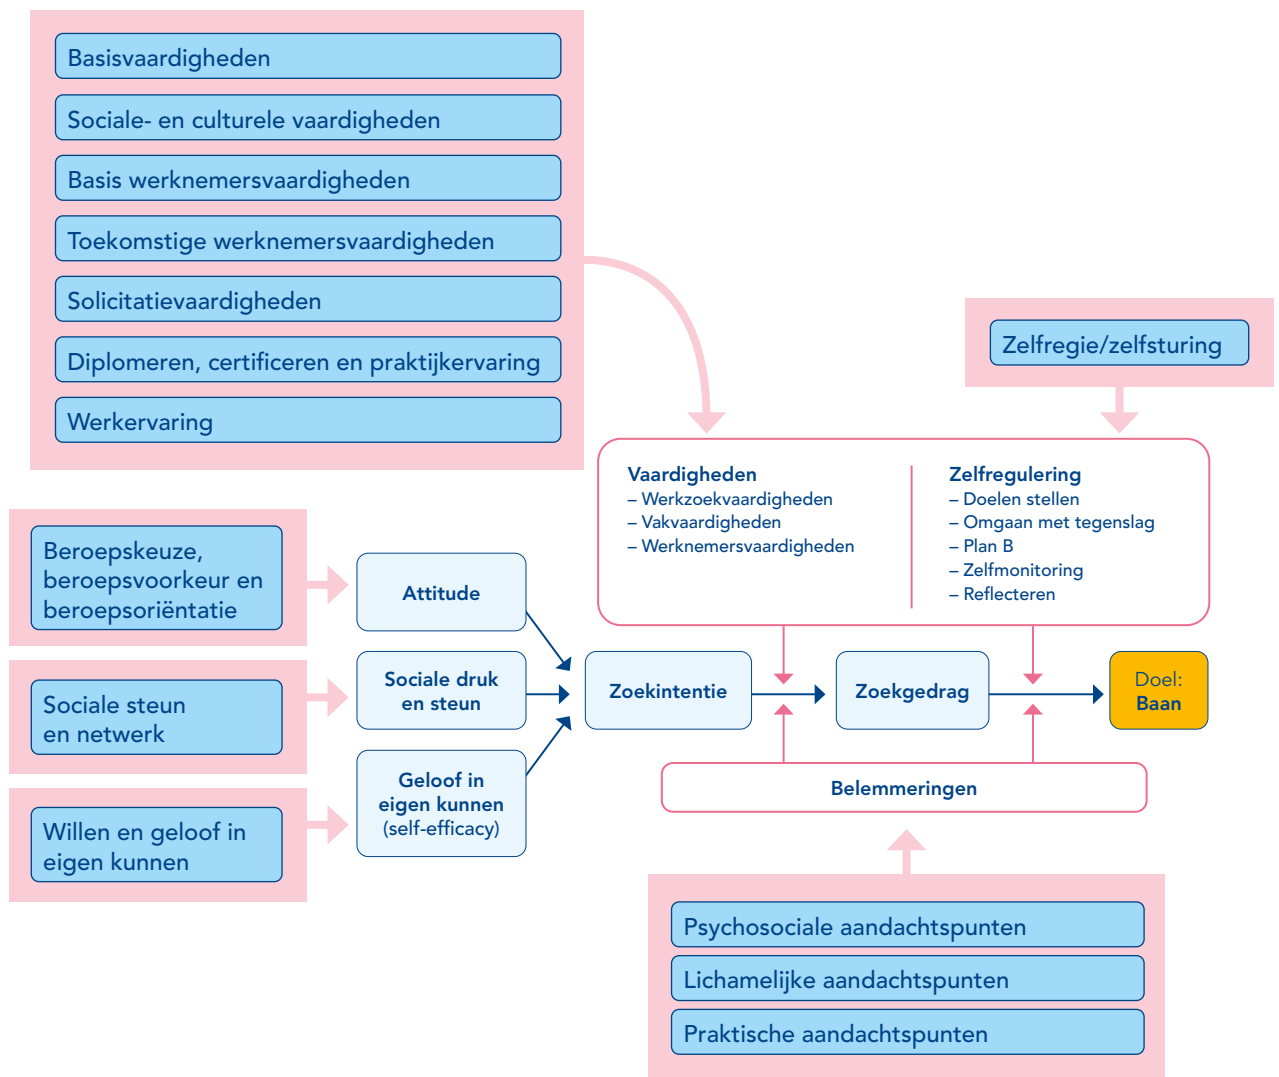 Basisvaardigheden
Sociale- en culturele vaardigheden
Basis werknemersvaardigheden
Toekomstige werknemersvaardigheden
Solicitatievaardigheden
Diplomeren, certificeren en praktijkervaring
Werkervaring
Zelfregie/zelfsturing
Vaardigheden
– Werkzoekvaardigheden
– Vakvaardigheden
– Werknemersvaardigheden
Zelfregulering
– Doelen stellen
– Omgaan met tegenslag
– Plan B
– Zelfmonitoring
– Reflecteren
Beroepskeuze,
beroepsvoorkeur en
beroepsoriëntatie
Attitude
Sociale steun
en netwerk
Sociale druk
en steun
Willen en geloof in
eigen kunnen
Geloof in
eigen kunnen
(self-efficacy)
Zoekintentie
Zoekgedrag
Doel:
Baan
Belemmeringen
Psychosociale aandachtspunten
Lichamelijke aandachtspunten
Praktische aandachtspunten